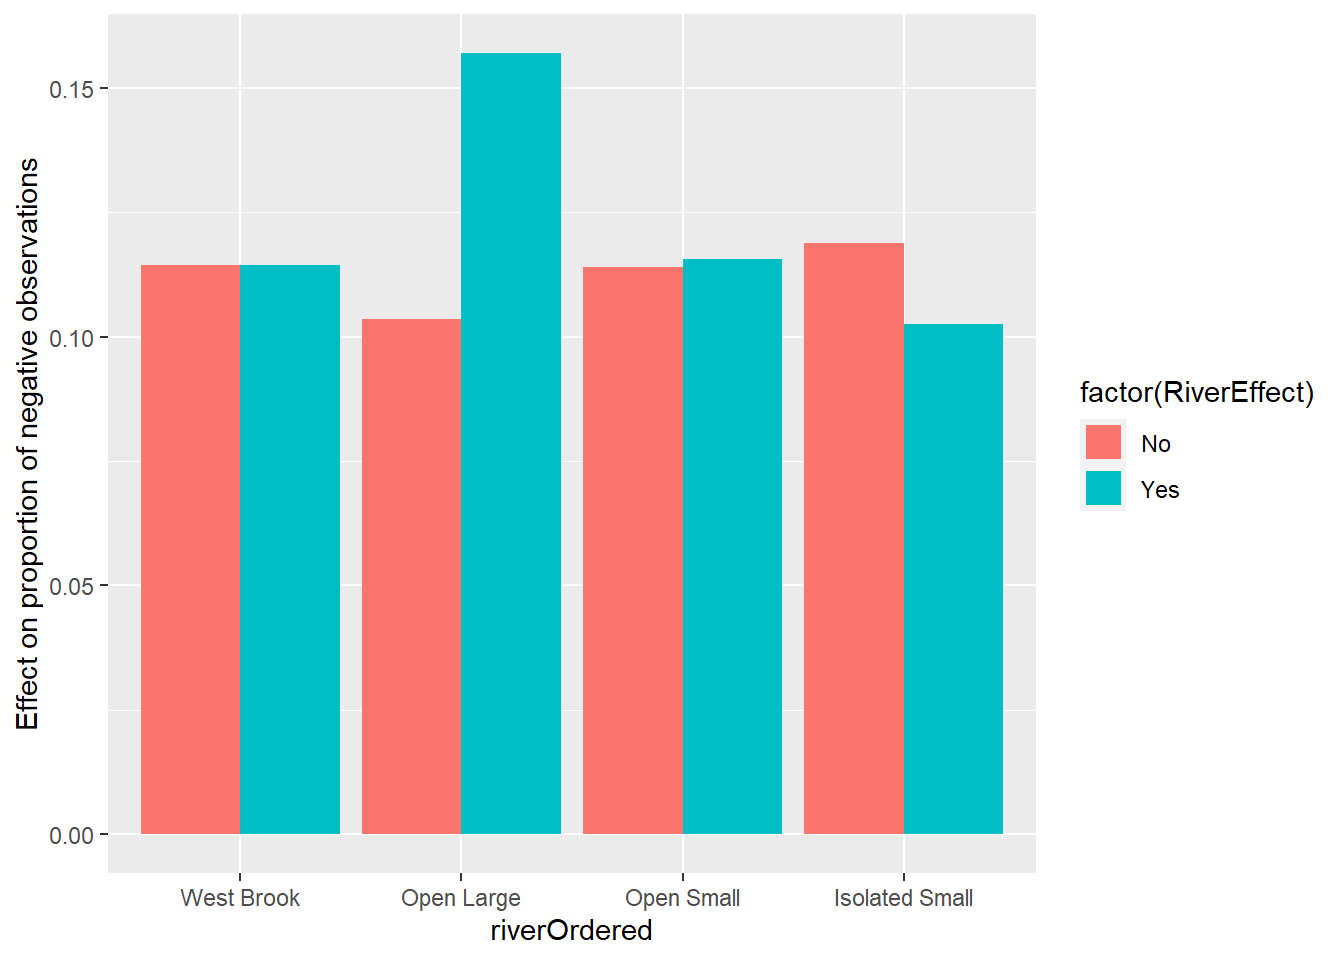 Effect on proportion of negative observations
0.15
0.10
0.05
0.00
West Brook
Open Large
Open Small
Isolated Small
riverOrdered
factor(RiverEffect)
No
Yes